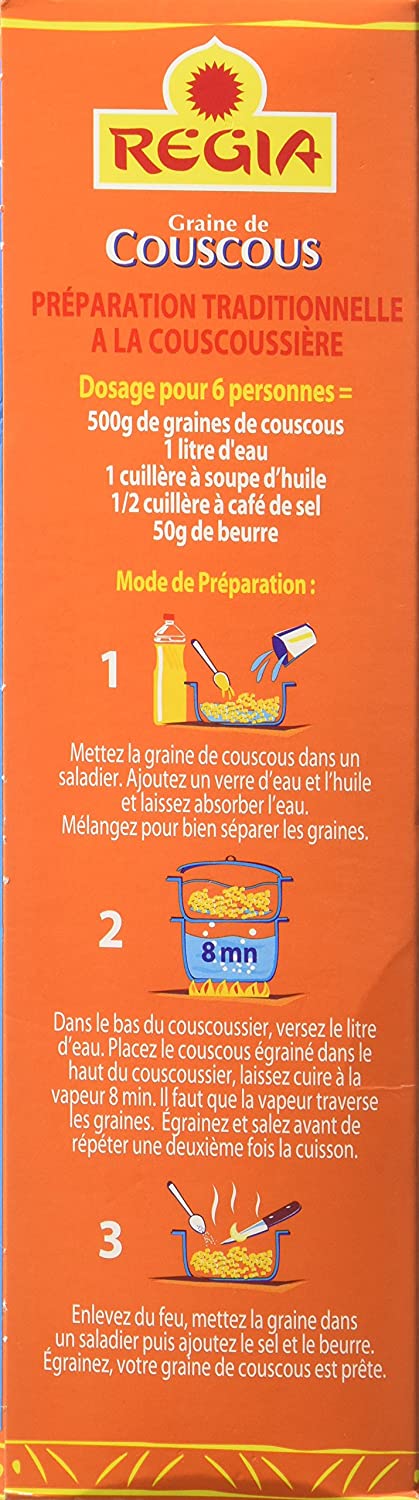 REGIA
Graine de
COUSCOUS
PRÉPARATION TRADITIONNELLE
A LA COUSCOUSSIÈRE
Dosage pour 6 personnes =
500g de graines de couscous
1 litre d'eau
1 cuillère à soupe d'huile
1/2 cuillère à café de sel
50g de beurre
Mode de Préparation :
1
Mettez la graine de couscous dans un
saladier. Ajoutez un verre d'eau et l'huile
et laissez absorber l'eau.
Mélangez pour bien séparer les graines.
2
8 mn
Dans le bas du couscoussier, versez le litre
d'eau. Placez le couscous égrainé dans le
haut du couscoussier, laissez cuire à la
vapeur 8 min. Il faut que la vapeur traverse
les graines. Égrainez et salez avant de
répéter une deuxième fois la cuisson.
3
Enlevez du feu, mettez la graine dans
un saladier puis ajoutez le sel et le beurre.
Égrainez, votre graine de couscous est prête.